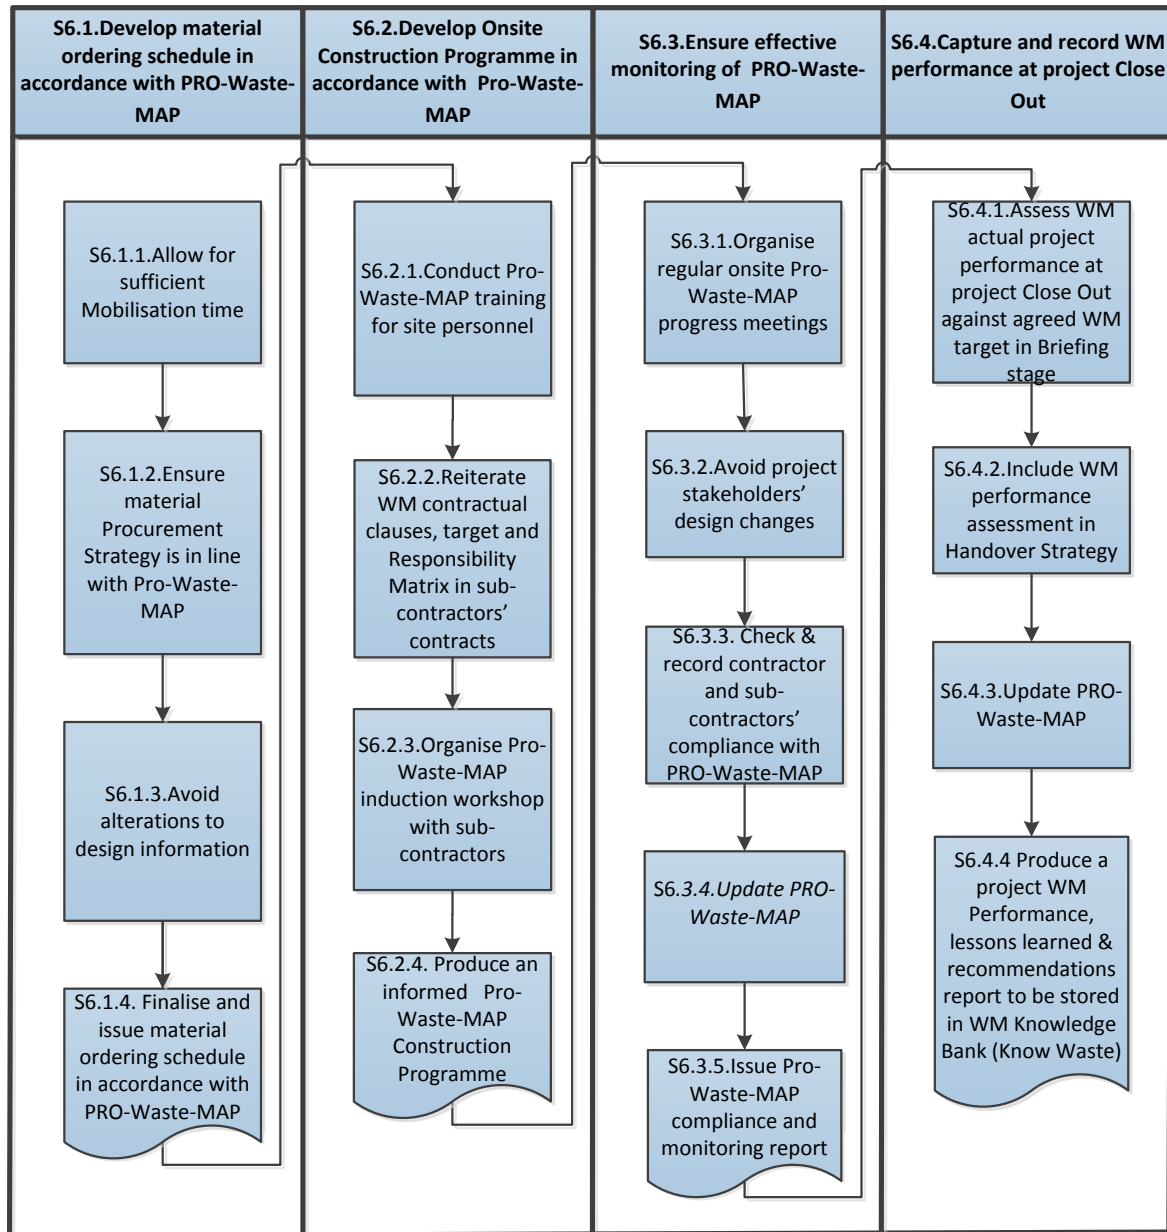 S6.1.Develop material
ordering schedule in
accordance with PRO-Waste-
MAP
S6.2.Develop Onsite
Construction Programme in
accordance with  Pro-Waste-
MAP
S6.3.Ensure effective
monitoring of  PRO-Waste-
MAP
S6.4.Capture and record WM
performance at project Close
Out
S6.1.1.Allow for
sufficient
Mobilisation time
S6.1.2.Ensure
material
Procurement
Strategy is in line
with Pro-Waste-
MAP
S6.1.3.Avoid
alterations to
design information
S6.1.4. Finalise and
issue material
ordering schedule
in accordance with
PRO-Waste-MAP
S6.2.1.Conduct Pro-
Waste-MAP training
for site personnel
S6.2.2.Reiterate
WM contractual
clauses, target and
Responsibility
Matrix in sub-
contractors’
contracts
S6.2.3.Organise Pro-
Waste-MAP
induction workshop
with sub-
contractors
S6.2.4. Produce an
informed   Pro-
Waste-MAP
Construction
Programme
S6.3.1.Organise
regular onsite Pro-
Waste-MAP
progress meetings
S6.3.2.Avoid project
stakeholders’
design changes
S6.3.3. Check &
record contractor
and sub-
contractors’
compliance with
PRO-Waste-MAP
S6.3.4.Update PRO-
Waste-MAP
S6.3.5.Issue Pro-
Waste-MAP
compliance and
monitoring report
S6.4.1.Assess WM
actual project
performance at
project Close Out
against agreed WM
target in Briefing
stage
S6.4.2.Include WM
performance
assessment in
Handover Strategy
S6.4.3.Update PRO-
Waste-MAP
S6.4.4 Produce a
project WM
Performance,
lessons learned &
recommendations
report to be stored
in WM Knowledge
Bank (Know Waste)